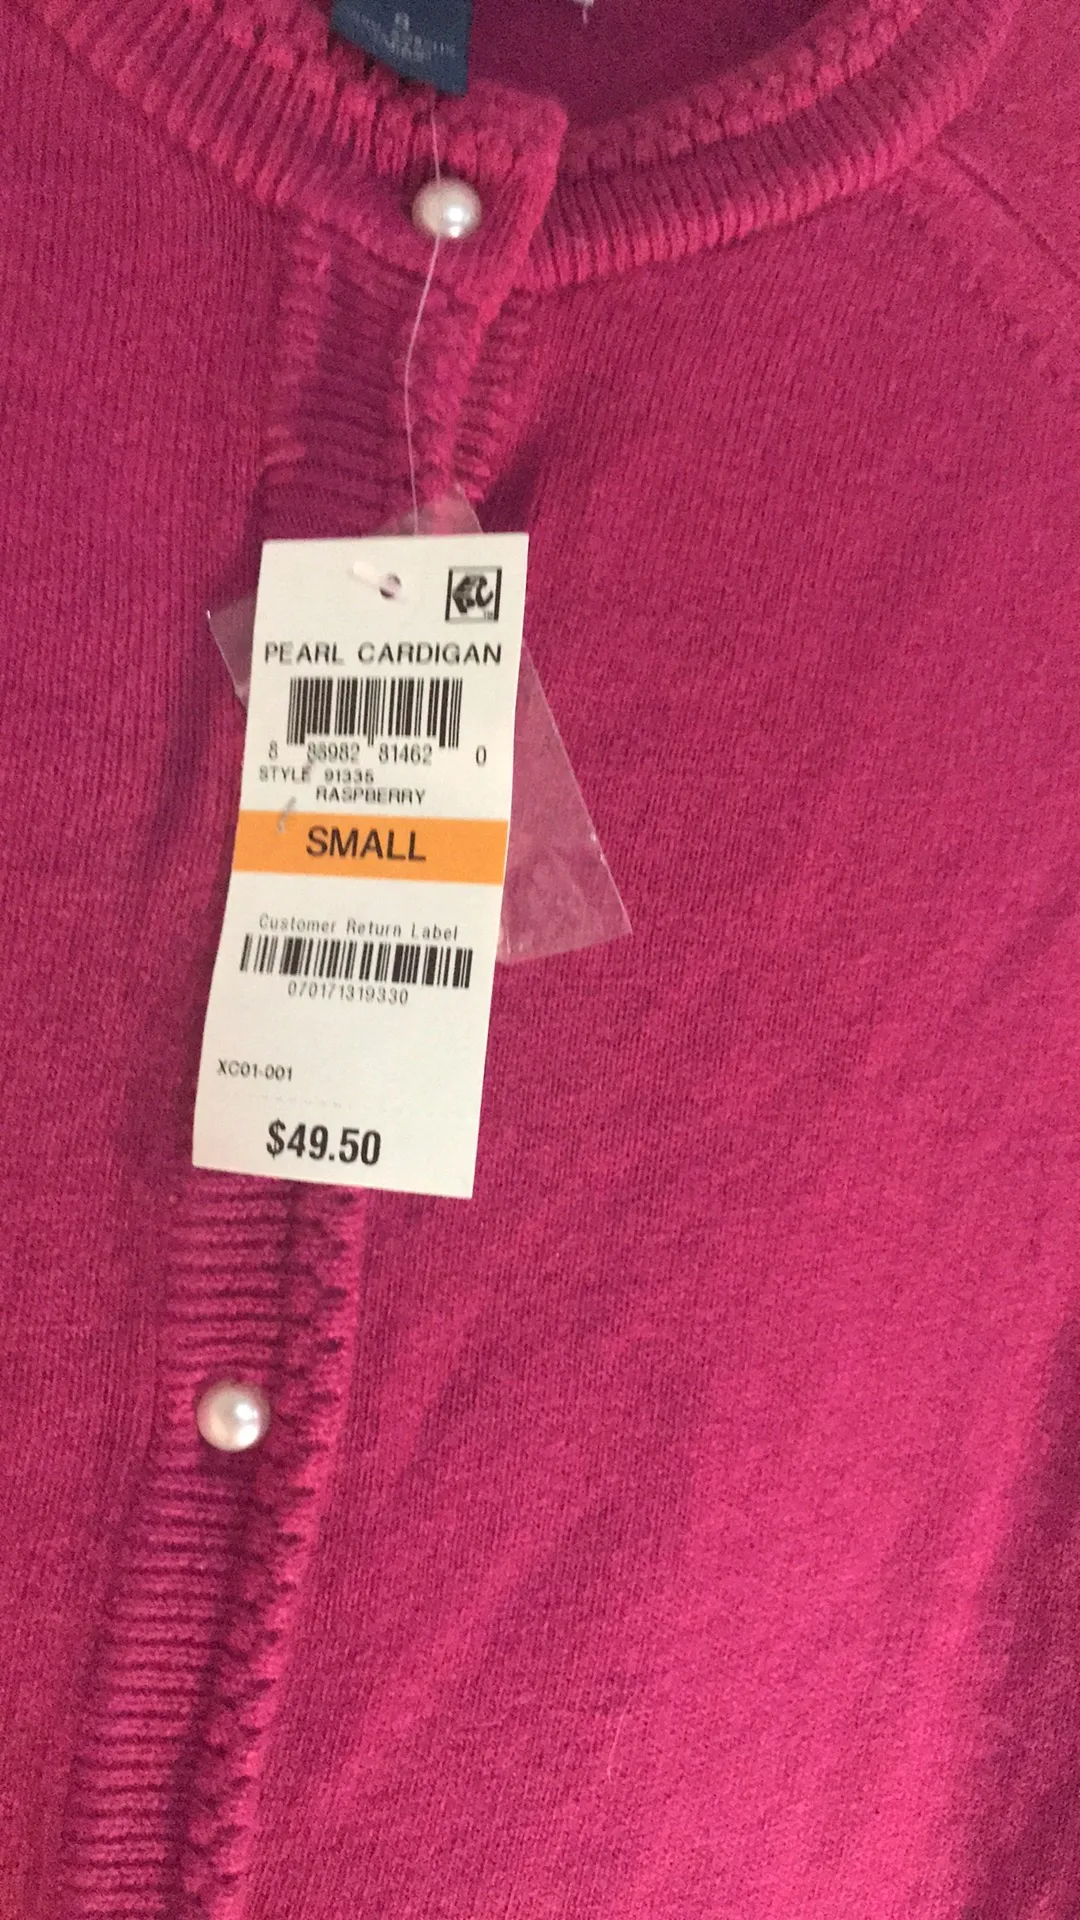 PEARL CARDIGAN
8 88982 81462 0
STYLE 91335
RASPBERRY
SMALL
Customer Return Label
070171319330
XC01-001
$49.50